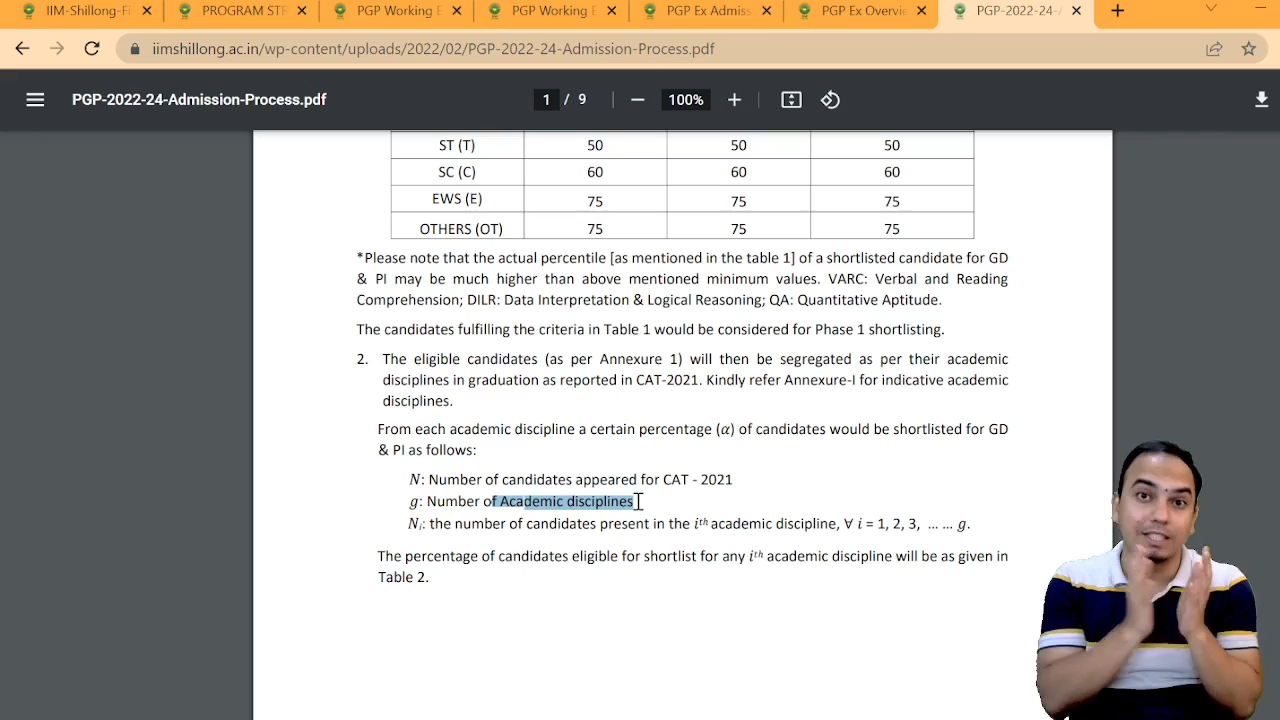 IIM-Shillong-Fi
PROGRAM STR
PGP Working E
PGP Working E
PGP Ex Admiss
PGP Ex Overvie
PGP-2022-24-
iimshillong.ac.in/wp-content/uploads/2022/02/PGP-2022-24-Admission-Process.pdf
PGP-2022-24-Admission-Process.pdf
1 / 9
100%
ST (T) 50 50 50
SC (C) 60 60 60
EWS (E) 75 75 75
OTHERS (OT) 75 75 75
*Please note that the actual percentile [as mentioned in the table 1] of a shortlisted candidate for GD
& PI may be much higher than above mentioned minimum values. VARC: Verbal and Reading
Comprehension; DILR: Data Interpretation & Logical Reasoning; QA: Quantitative Aptitude.
The candidates fulfilling the criteria in Table 1 would be considered for Phase 1 shortlisting.
2. The eligible candidates (as per Annexure 1) will then be segregated as per their academic
disciplines in graduation as reported in CAT-2021. Kindly refer Annexure-I for indicative academic
disciplines.
From each academic discipline a certain percentage (α) of candidates would be shortlisted for GD
& PI as follows:
N: Number of candidates appeared for CAT - 2021
g: Number of Academic disciplines
Nᵢ: the number of candidates present in the iᵗʰ academic discipline, ∀ i = 1, 2, 3, … … g.
The percentage of candidates eligible for shortlist for any iᵗʰ academic discipline will be as given in
Table 2.